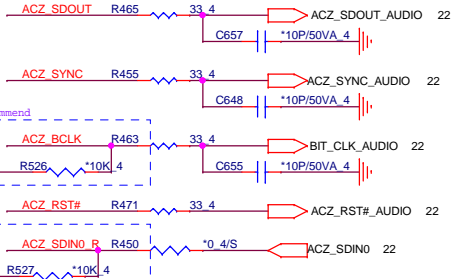 ACZ_SDOUT R465 33_4 ACZ_SDOUT_AUDIO 22
C657 *10P/50VA_4
ACZ_SYNC R455 33_4 ACZ_SYNC_AUDIO 22
C648 *10P/50VA_4
mmend
ACZ_BCLK R463 33_4 BIT_CLK_AUDIO 22
R526 *10K_4 C655 *10P/50VA_4
ACZ_RST# R471 33_4 ACZ_RST#_AUDIO 22
ACZ_SDIN0_R R450 *0_4/S ACZ_SDIN0 22
R527 *10K_4